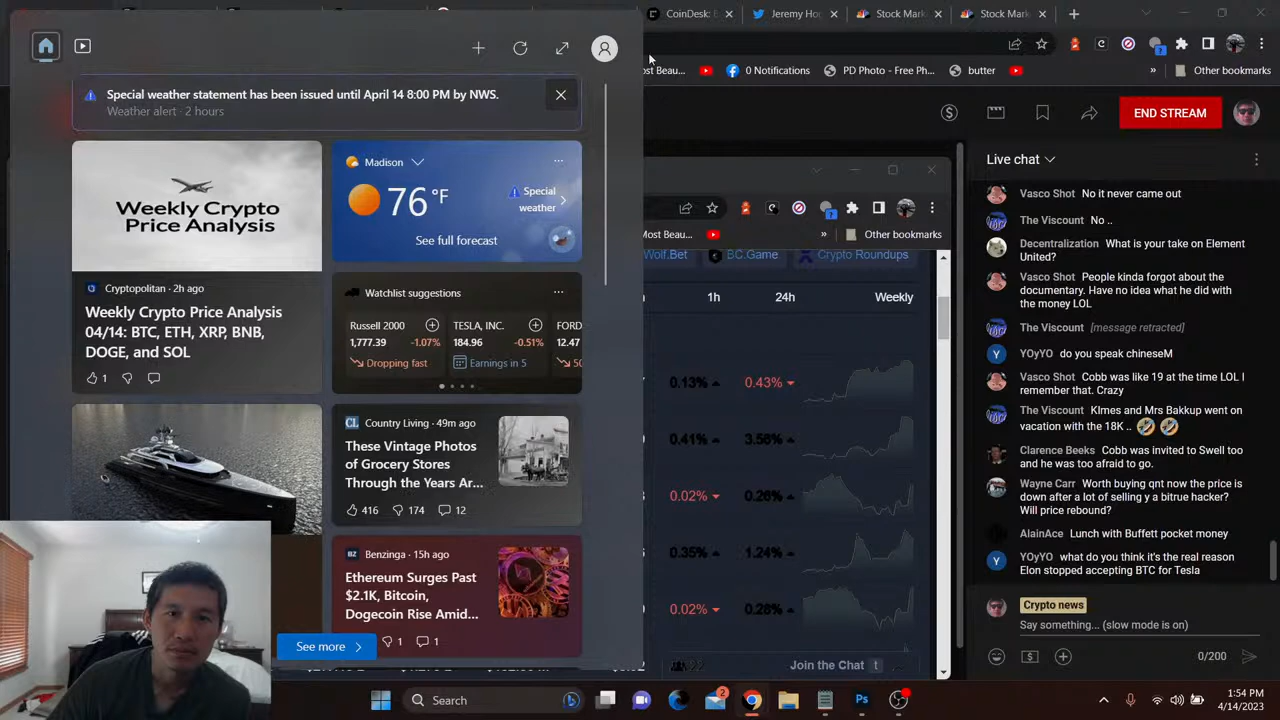 CoinDesk: B
Jeremy Hog
Stock Mark
Stock Mark
ost Beau...
0 Notifications
PD Photo - Free Ph...
butter
»
Other bookmarks
Special weather statement has been issued until April 14 8:00 PM by NWS.
Weather alert · 2 hours
Weekly Crypto
Price Analysis
Cryptopolitan · 2h ago
Weekly Crypto Price Analysis
04/14: BTC, ETH, XRP, BNB,
DOGE, and SOL
1
Madison
76 °F
Special
weather
See full forecast
Watchlist suggestions
Russell 2000
1,777.39 -1.07%
Dropping fast
TESLA, INC.
184.96 -0.51%
Earnings in 5
FORD
12.47
50
Country Living · 49m ago
These Vintage Photos
of Grocery Stores
Through the Years Ar...
416 174 12
Benzinga · 15h ago
Ethereum Surges Past
$2.1K, Bitcoin,
Dogecoin Rise Amid...
1 1
See more
Most Beau...
»
Other bookmarks
Wolf.Bet
BC.Game
Crypto Roundups
1h 24h Weekly
0.13% 0.43%
0.41% 3.56%
0.02% 0.26%
0.35% 1.24%
0.02% 0.26%
Join the Chat t
END STREAM
Live chat
Vasco Shot No it never came out
The Viscount No ..
Decentralization What is your take on Element
United?
Vasco Shot People kinda forgot about the
documentary. Have no idea what he did with
the money LOL
The Viscount [message retracted]
YOyYO do you speak chineseM
Vasco Shot Cobb was like 19 at the time LOL I
remember that. Crazy
The Viscount KImes and Mrs Bakkup went on
vacation with the 18K ..
Clarence Beeks Cobb was invited to Swell too
and he was too afraid to go.
Wayne Carr Worth buying qnt now the price is
down after a lot of selling y a bitrue hacker?
Will price rebound?
AlainAce Lunch with Buffett pocket money
YOyYO what do you think it's the real reason
Elon stopped accepting BTC for Tesla
Crypto news
Say something... (slow mode is on)
0/200
Search
2
Ps
1:54 PM
4/14/2023